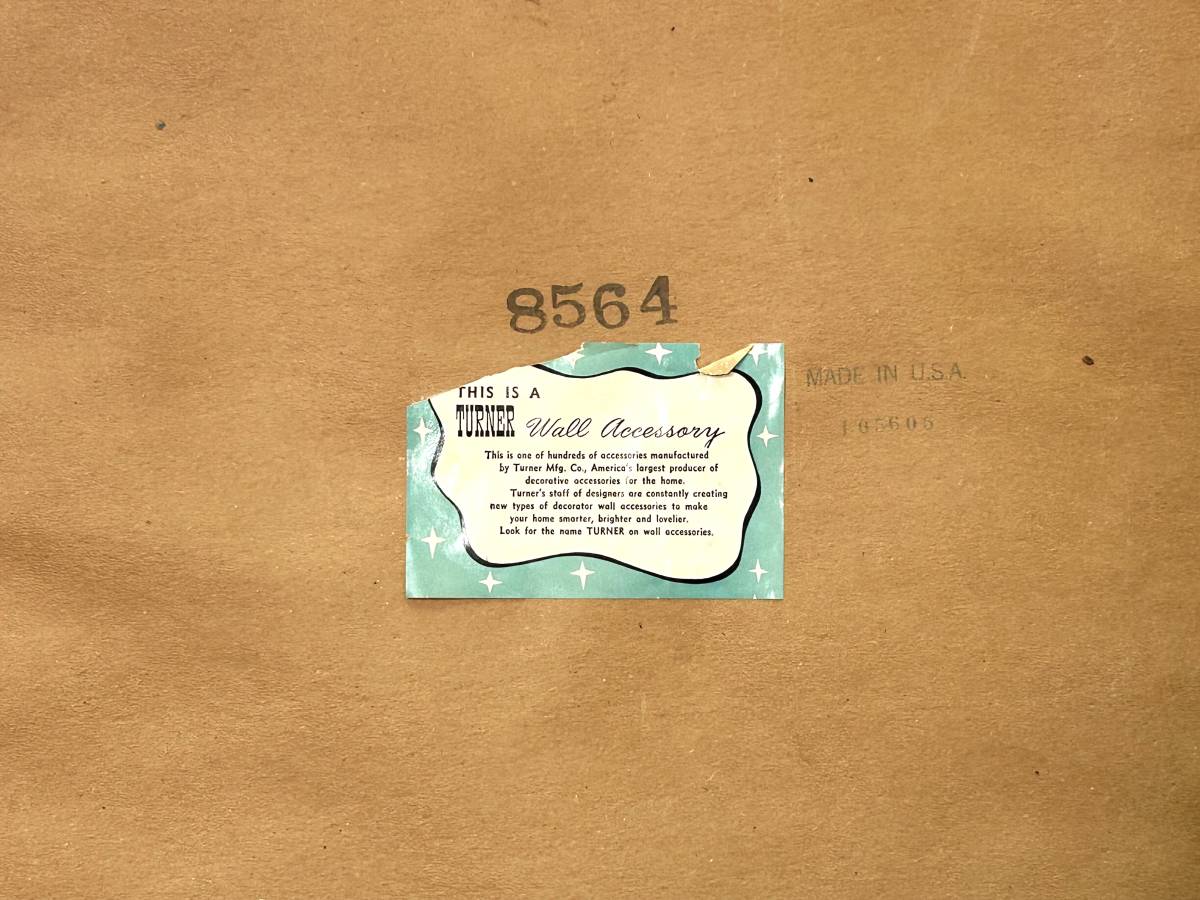 8564
THIS IS A
TURNER Wall Accessory
This is one of hundreds of accessories manufactured
by Turner Mfg. Co., America's largest producer of
decorative accessories for the home.
Turner's staff of designers are constantly creating
new types of decorator wall accessories to make
your home smarter, brighter and lovelier.
Look for the name TURNER on wall accessories.
MADE IN U.S.A.
105605